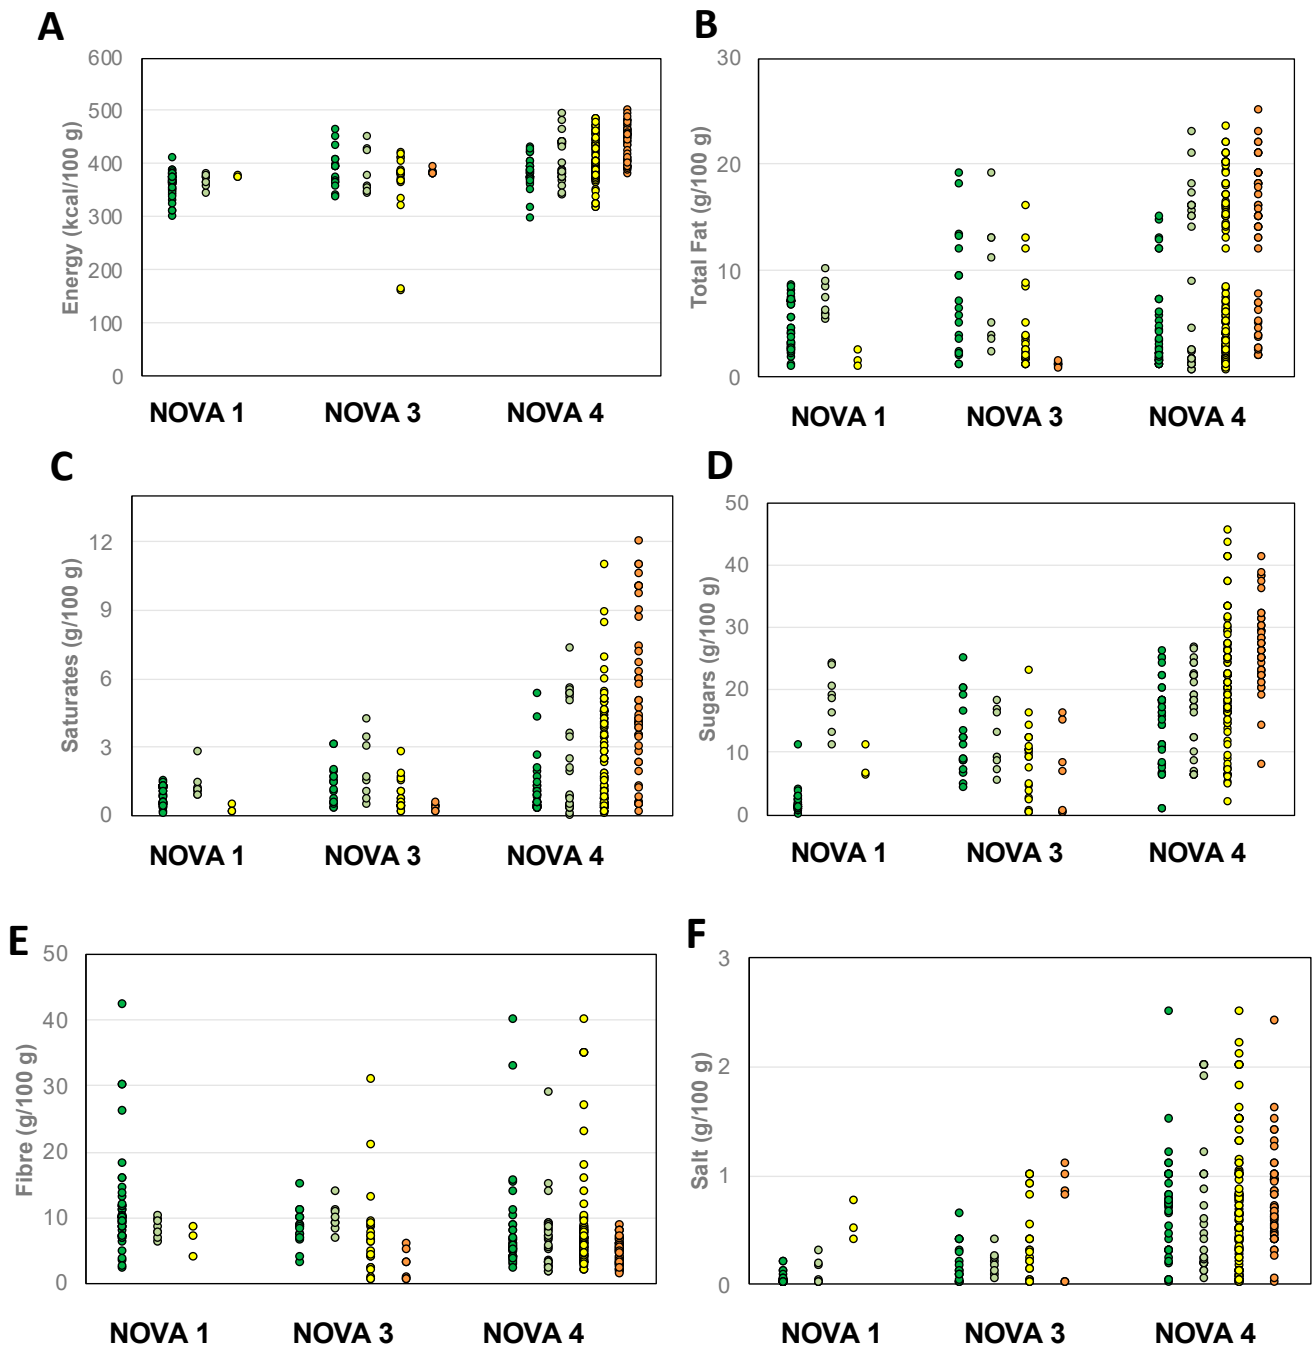 A
Energy (kcal/100 g)
600
500
400
300
200
100
0
NOVA 1 NOVA 3 NOVA 4
B
Total Fat (g/100 g)
30
20
10
0
NOVA 1 NOVA 3 NOVA 4
C
Saturates (g/100 g)
12
9
6
3
0
NOVA 1 NOVA 3 NOVA 4
D
Sugars (g/100 g)
50
40
30
20
10
0
NOVA 1 NOVA 3 NOVA 4
E
Fibre (g/100 g)
50
40
30
20
10
0
NOVA 1 NOVA 3 NOVA 4
F
Salt (g/100 g)
3
2
1
0
NOVA 1 NOVA 3 NOVA 4